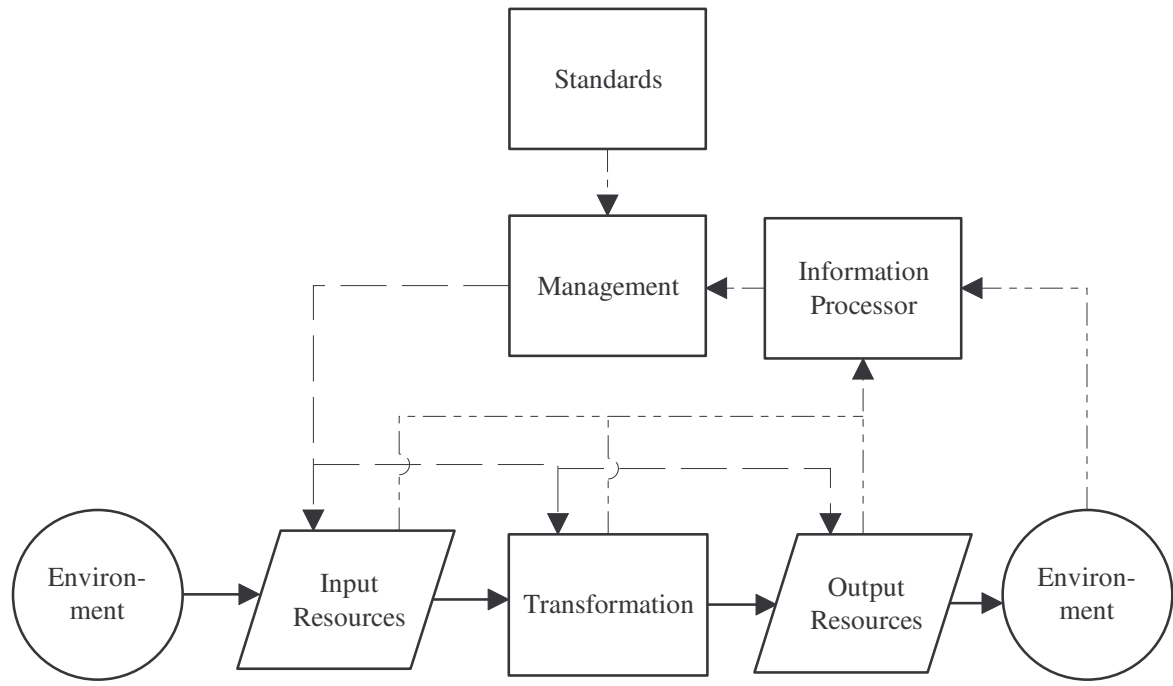 Standards
Management
Information
Processor
Environ-
ment
Input
Resources
Transformation
Output
Resources
Environ-
ment